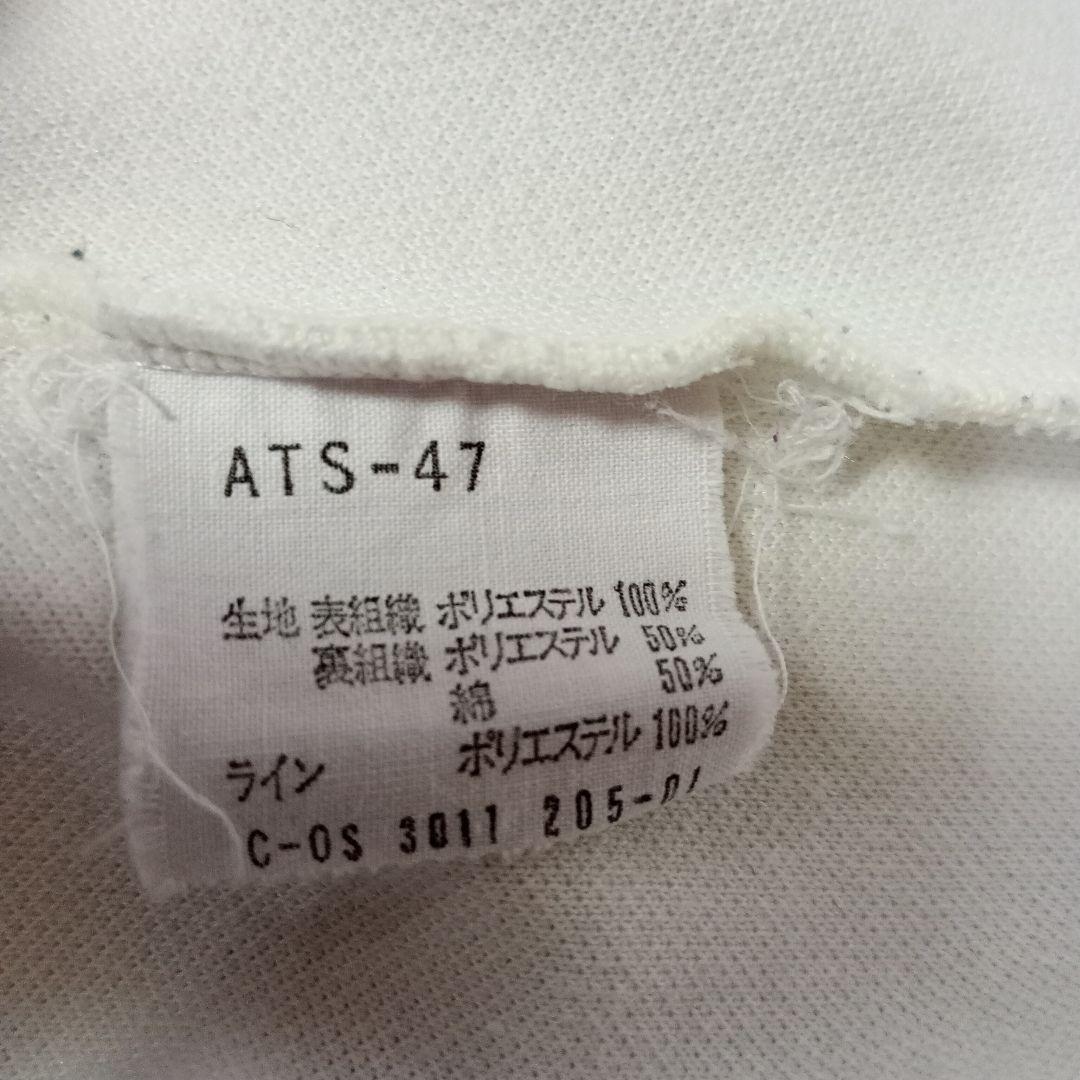 ATS-47
生地 表組織 ポリエステル 100%
裏組織 ポリエステル 50%
綿 50%
ライン ポリエステル 100%
C-OS 3011 205-